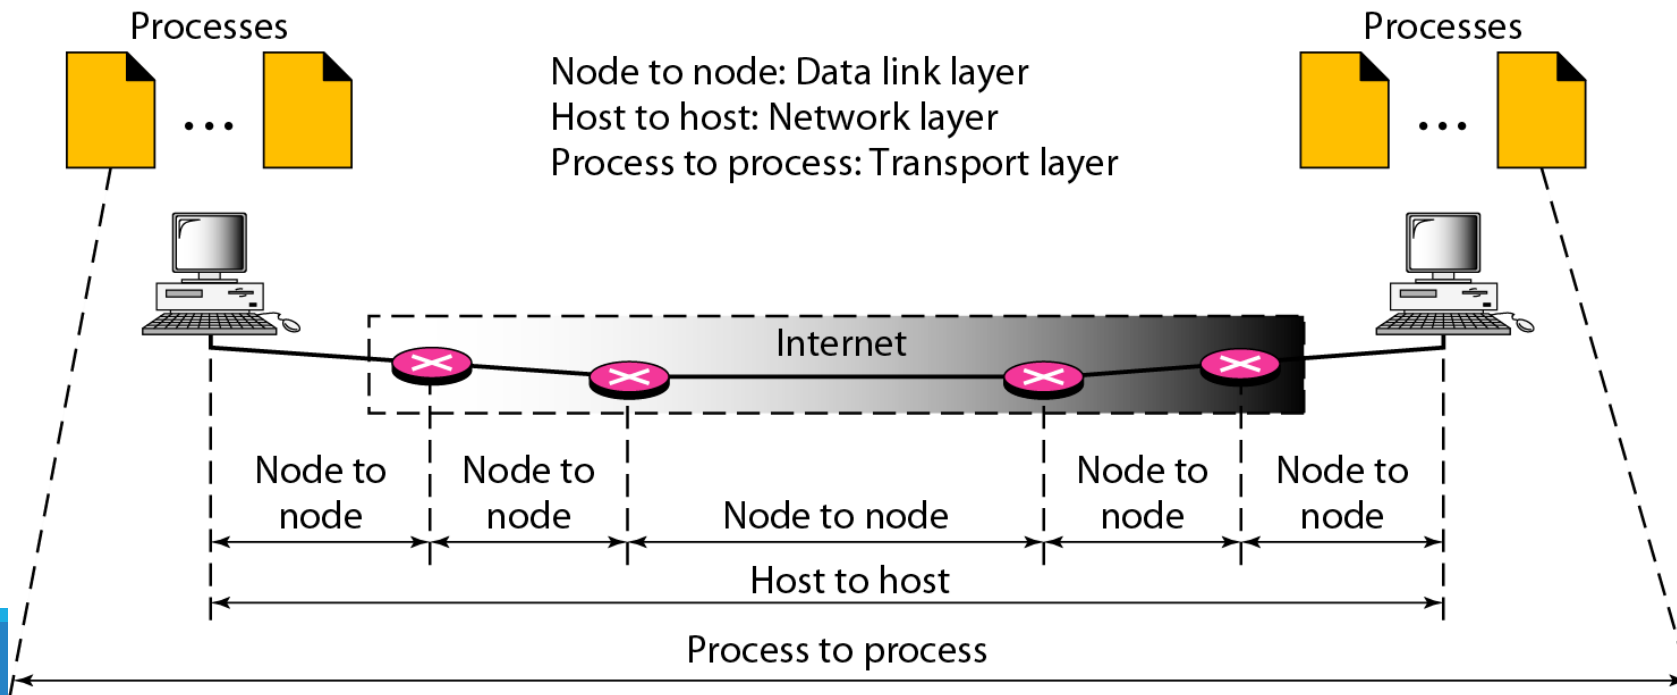 Processes
Processes
Node to node: Data link layer
Host to host: Network layer
Process to process: Transport layer
Internet
Node to
node
Node to
node
Node to node
Node to
node
Node to
node
Host to host
Process to process